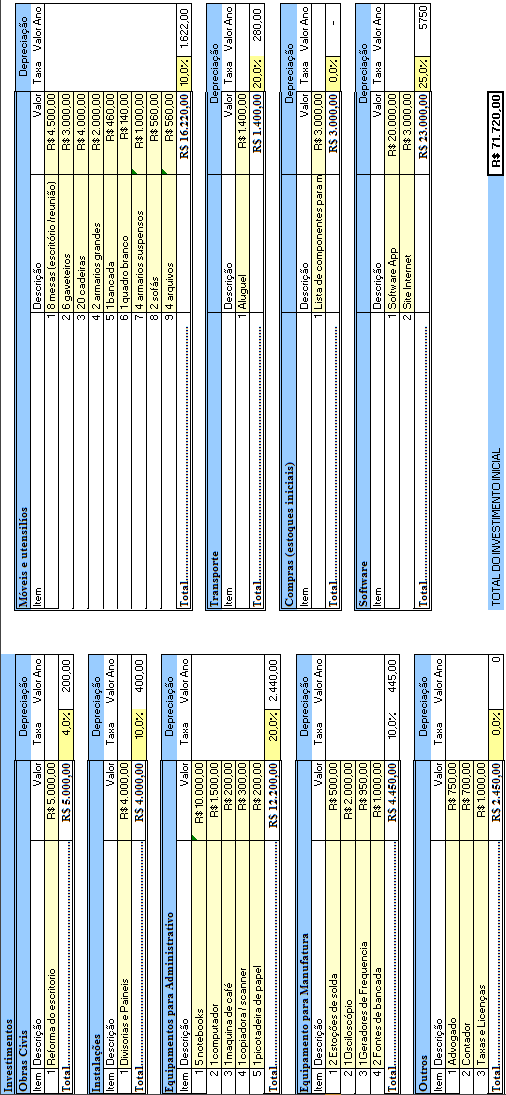 Investimentos
Obras Civis Depreciação
Item Descrição Valor Taxa Valor Ano
1 Reforma do escritorio R$ 5.000,00
Total R$ 5.000,00 4,0% 200,00
Instalações Depreciação
Item Descrição Valor Taxa Valor Ano
1 Divisorias e Paineis R$ 4.000,00
Total R$ 4.000,00 10,0% 400,00
Equipamentos para Administrativo Depreciação
Item Descrição Valor Taxa Valor Ano
1 5 notebooks R$ 10.000,00
2 1 computador R$ 1.500,00
3 1 maquina de café R$ 200,00
4 1 copiadora / scanner R$ 300,00
5 1 picotadeira de papel R$ 200,00
Total R$ 12.200,00 20,0% 2.440,00
Equipamento para Manufatura Depreciação
Item Descrição Valor Taxa Valor Ano
1 2 Estoções de solda R$ 500,00
2 1 Osciloscópio R$ 2.000,00
3 1Geradores de Frequencia R$ 950,00
4 2 Fontes de bancada R$ 1.000,00
Total R$ 4.450,00 10,0% 445,00
Outros Depreciação
Item Descrição Valor Taxa Valor Ano
1 Advogado R$ 750,00
2 Contador R$ 700,00
3 Taxas e Licenças R$ 1.000,00
Total R$ 2.450,00 0,0% 0
Móveis e utensilios Depreciação
Item Descrição Valor Taxa Valor Ano
1 8 mesas (escritório /reunião) R$ 4.500,00
2 6 gaveteiros R$ 3.000,00
3 20 cadeiras R$ 4.000,00
4 2 armarios grandes R$ 2.000,00
5 1 bancada R$ 460,00
6 1 quadro branco R$ 140,00
7 4 armarios suspensos R$ 1.000,00
8 2 sofás R$ 560,00
9 4 arquivos R$ 560,00
Total R$ 16.220,00 10,0% 1.622,00
Transporte Depreciação
Item Descrição Valor Taxa Valor Ano
1 Aluguel R$ 1.400,00
Total R$ 1.400,00 20,0% 280,00
Compras (estoques iniciais) Depreciação
Item Descrição Valor Taxa Valor Ano
1 Lista de componentes para m R$ 3.000,00
Total R$ 3.000,00 0,0% -
Software Depreciação
Item Descrição Valor Taxa Valor Ano
1 Software App R$ 20.000,00
2 Site Internet R$ 3.000,00
Total R$ 23.000,00 25,0% 5750
TOTAL DO INVESTIMENTO INICIAL R$ 71.720,00